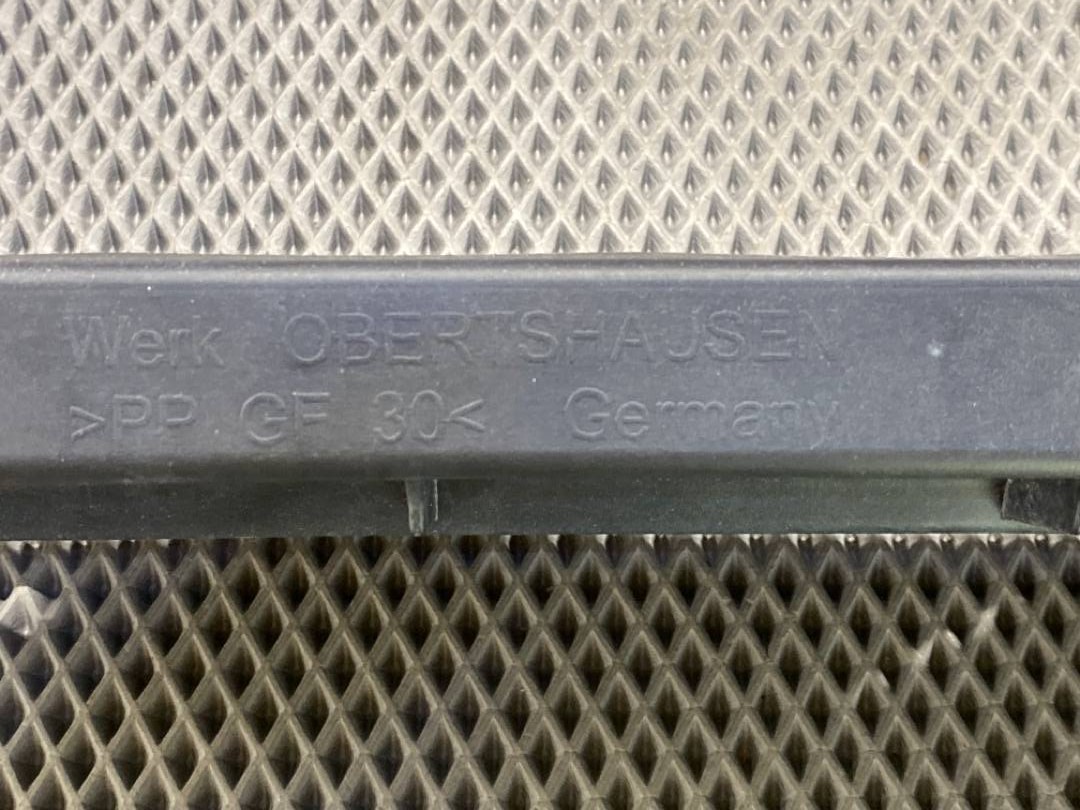 Werk OBERTSHAUSEN
>PP GF 30< Germany